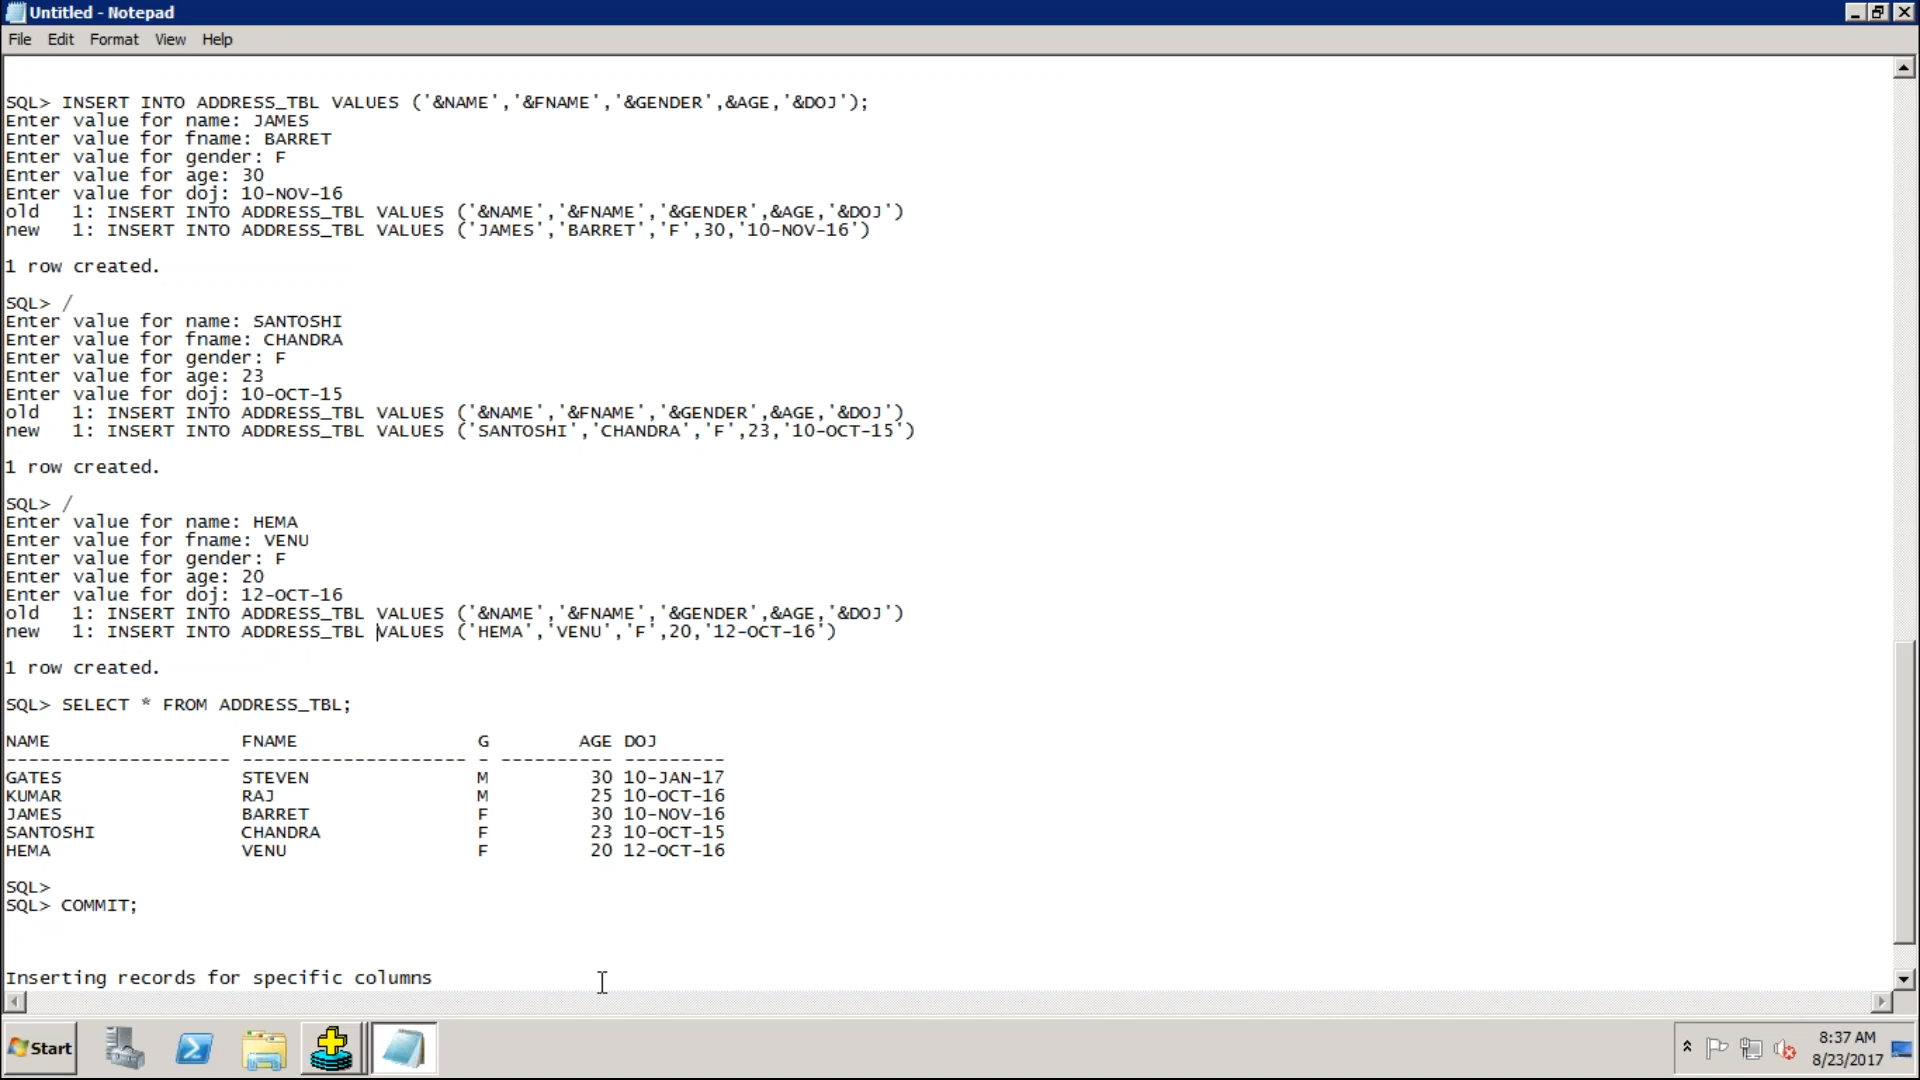 Untitled - Notepad
File Edit Format View Help
SQL> INSERT INTO ADDRESS_TBL VALUES ('&NAME','&FNAME','&GENDER',&AGE,'&DOJ');
Enter value for name: JAMES
Enter value for fname: BARRET
Enter value for gender: F
Enter value for age: 30
Enter value for doj: 10-NOV-16
old   1: INSERT INTO ADDRESS_TBL VALUES ('&NAME','&FNAME','&GENDER',&AGE,'&DOJ')
new   1: INSERT INTO ADDRESS_TBL VALUES ('JAMES','BARRET','F',30,'10-NOV-16')
1 row created.
SQL> /
Enter value for name: SANTOSHI
Enter value for fname: CHANDRA
Enter value for gender: F
Enter value for age: 23
Enter value for doj: 10-OCT-15
old   1: INSERT INTO ADDRESS_TBL VALUES ('&NAME','&FNAME','&GENDER',&AGE,'&DOJ')
new   1: INSERT INTO ADDRESS_TBL VALUES ('SANTOSHI','CHANDRA','F',23,'10-OCT-15')
1 row created.
SQL> /
Enter value for name: HEMA
Enter value for fname: VENU
Enter value for gender: F
Enter value for age: 20
Enter value for doj: 12-OCT-16
old   1: INSERT INTO ADDRESS_TBL VALUES ('&NAME','&FNAME','&GENDER',&AGE,'&DOJ')
new   1: INSERT INTO ADDRESS_TBL VALUES ('HEMA','VENU','F',20,'12-OCT-16')
1 row created.
SQL> SELECT * FROM ADDRESS_TBL;
NAME                 FNAME                G        AGE DOJ
-------------------- -------------------- - ---------- ---------
GATES                STEVEN               M         30 10-JAN-17
KUMAR                RAJ                  M         25 10-OCT-16
JAMES                BARRET               F         30 10-NOV-16
SANTOSHI             CHANDRA              F         23 10-OCT-15
HEMA                 VENU                 F         20 12-OCT-16
SQL>
SQL> COMMIT;
Inserting records for specific columns
Start
8:37 AM
8/23/2017